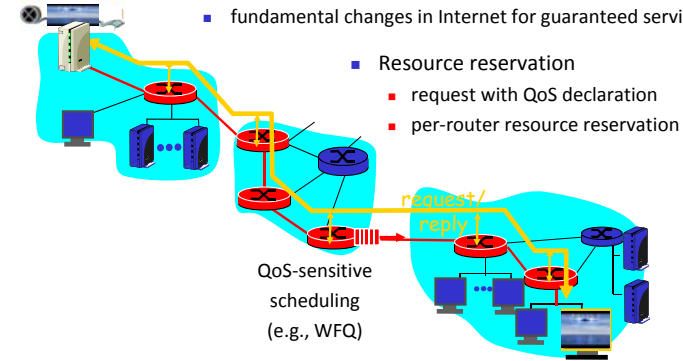 fundamental changes in Internet for guaranteed servi
Resource reservation
request with QoS declaration
per-router resource reservation
request/
reply
QoS-sensitive
scheduling
(e.g., WFQ)